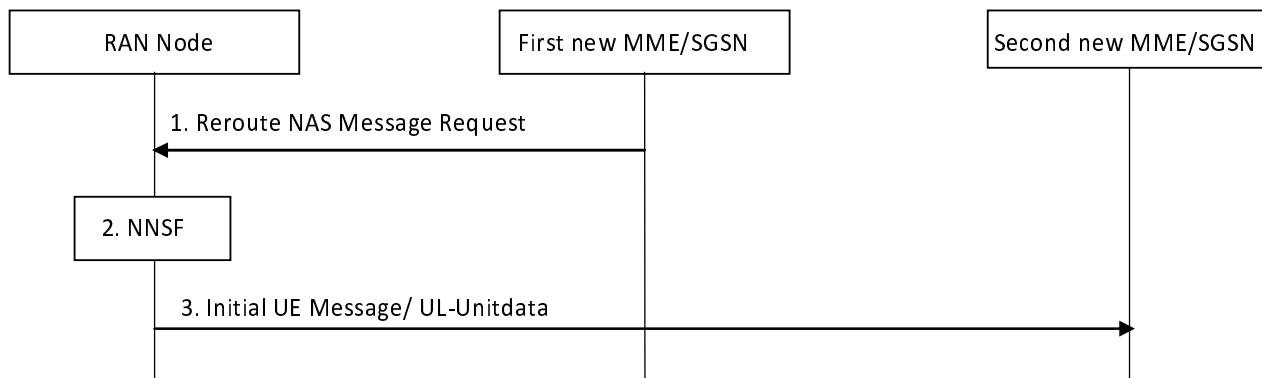 RAN Node
First new MME/SGSN
Second new MME/SGSN
1. Reroute NAS Message Request
2. NNSF
3. Initial UE Message/ UL-Unitdata